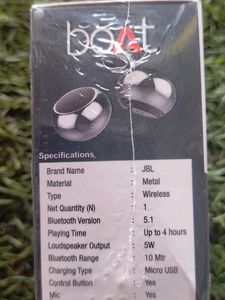 boAt
Specifications
Brand Name : JBL
Material : Metal
Type : Wireless
Net Quantity (N) : 1
Bluetooth Version : 5.1
Playing Time : Up to 4 hours
Loudspeaker Output : 5W
Bluetooth Range : 10 Mtr
Charging Type : Micro USB
Control Button : Yes
Mic : Yes